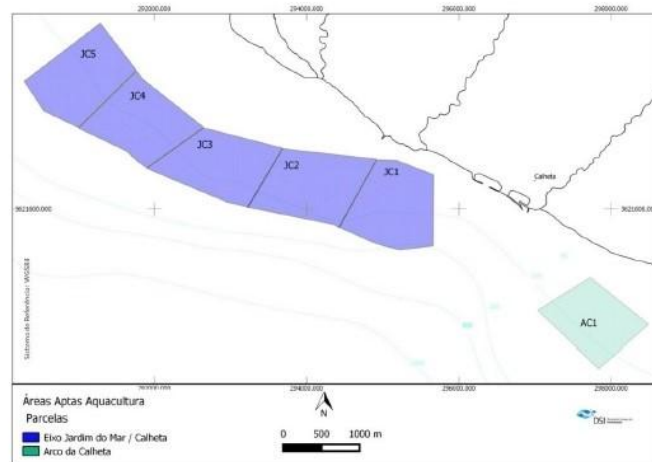 292000.000
294000.000
296000.000
298000.000
JC5
JC4
JC3
JC2
JC1
Calheta
3621000.000
AC1
Sistema de Referência: WGS84
294000.000
296000.000
298000.000
Áreas Aptas Aquacultura
Parcelas
Eixo Jardim do Mar / Calheta
Arco da Calheta
N
0 500 1000 m
DSI